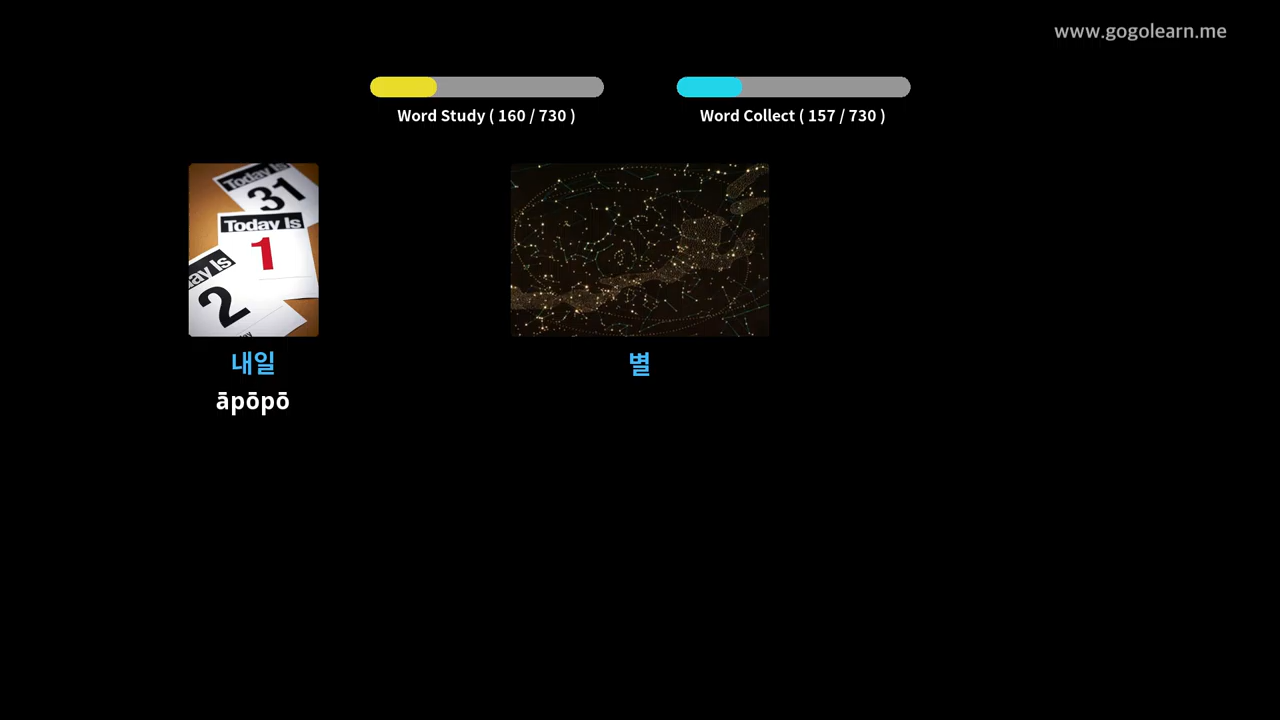 www.gogolearn.me
Word Study ( 160 / 730 )
Word Collect ( 157 / 730 )
Today Is
31
Today Is
1
ay Is
2
내일
별
āpōpō